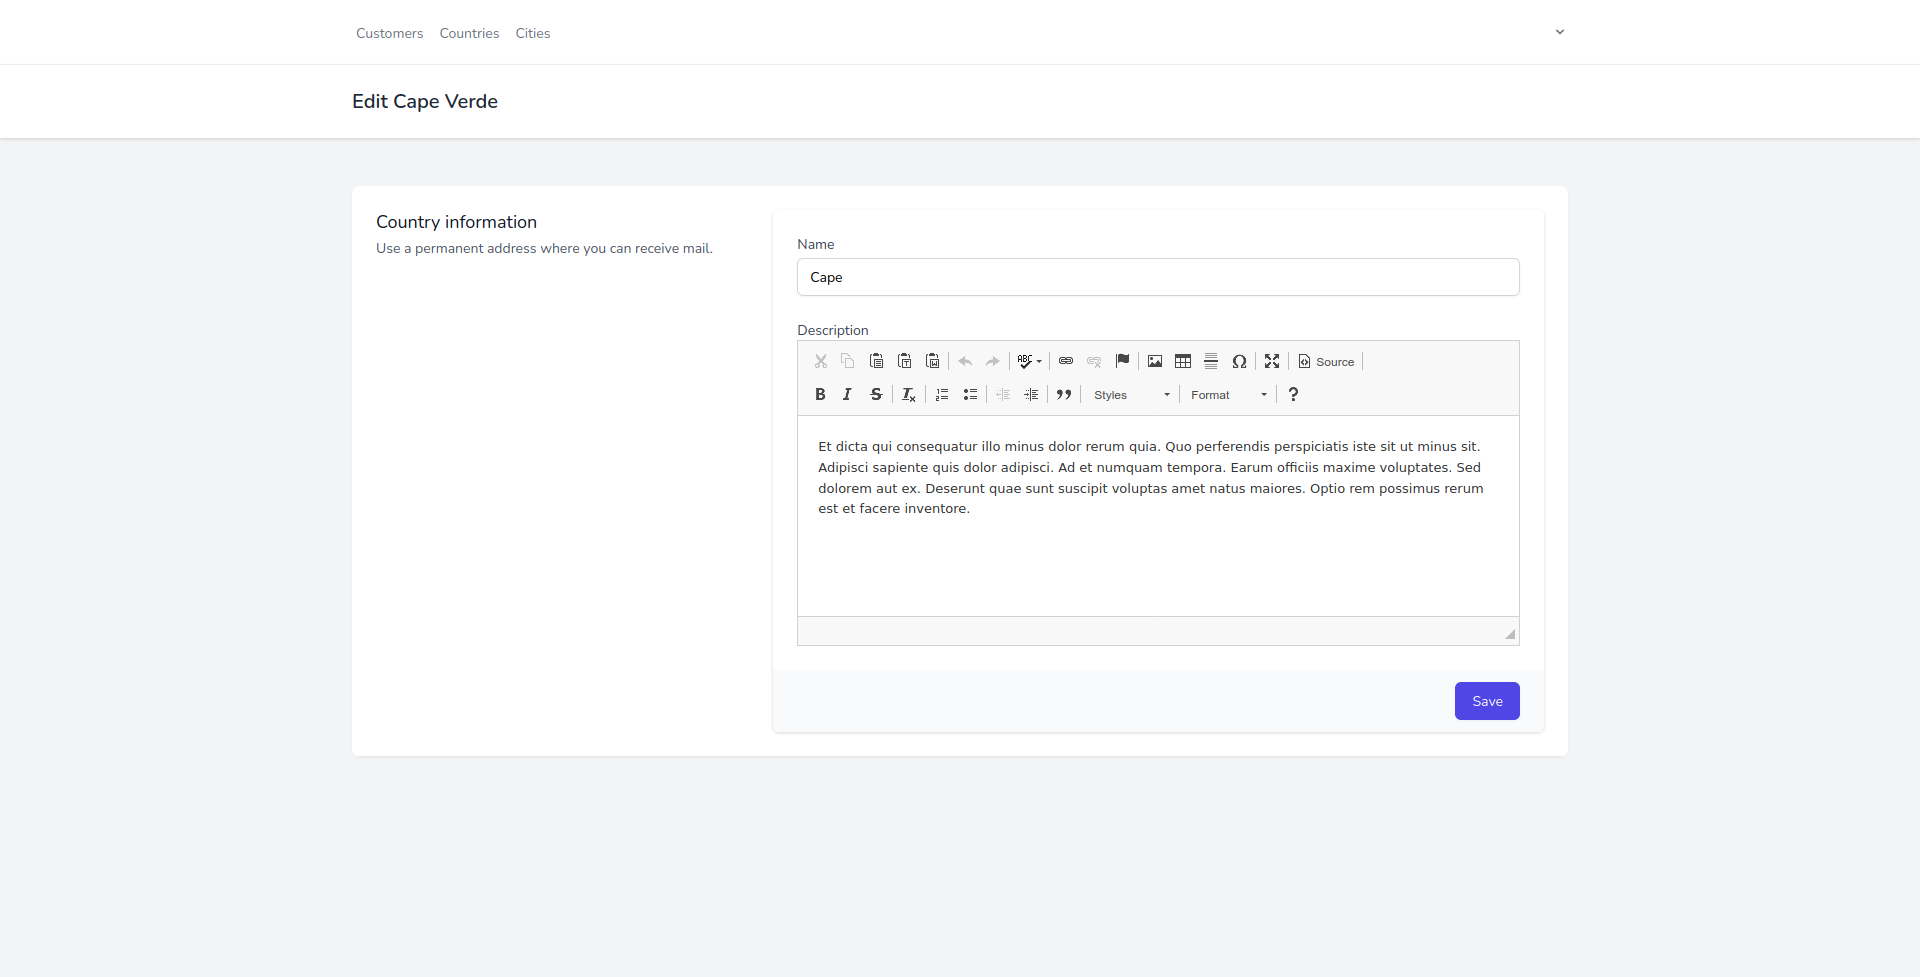 Customers Countries Cities
Edit Cape Verde
Country information
Use a permanent address where you can receive mail.
Name
Cape
Description
ABC Ω Source
B I S Tx Styles Format ?
Et dicta qui consequatur illo minus dolor rerum quia. Quo perferendis perspiciatis iste sit ut minus sit.
Adipisci sapiente quis dolor adipisci. Ad et numquam tempora. Earum officiis maxime voluptates. Sed
dolorem aut ex. Deserunt quae sunt suscipit voluptas amet natus maiores. Optio rem possimus rerum
est et facere inventore.
Save